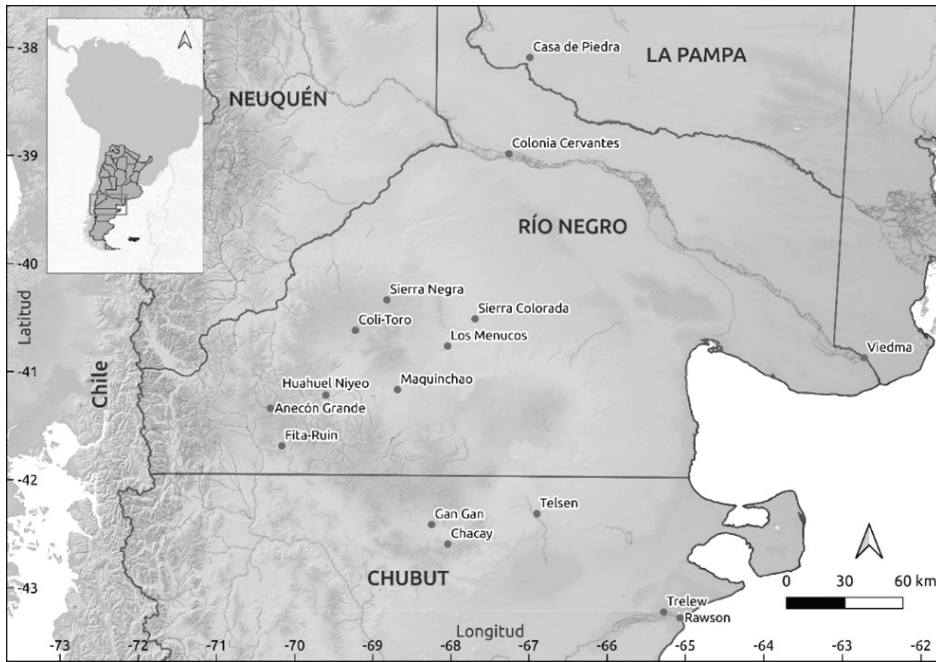 -38
Casa de Piedra
LA PAMPA
NEUQUÉN
-39
Colonia Cervantes
RÍO NEGRO
-40
Latitud
Sierra Negra
Sierra Colorada
Coli-Toro
Los Menucos
Viedma
-41
Chile
Huahuel Niyeo
Maquinchao
Anecón Grande
Fita-Ruin
-42
Telsen
Gan Gan
Chacay
-43
CHUBUT
0 30 60 km
Trelew
Rawson
Longitud
-73 -72 -71 -70 -69 -68 -67 -66 -65 -64 -63 -62